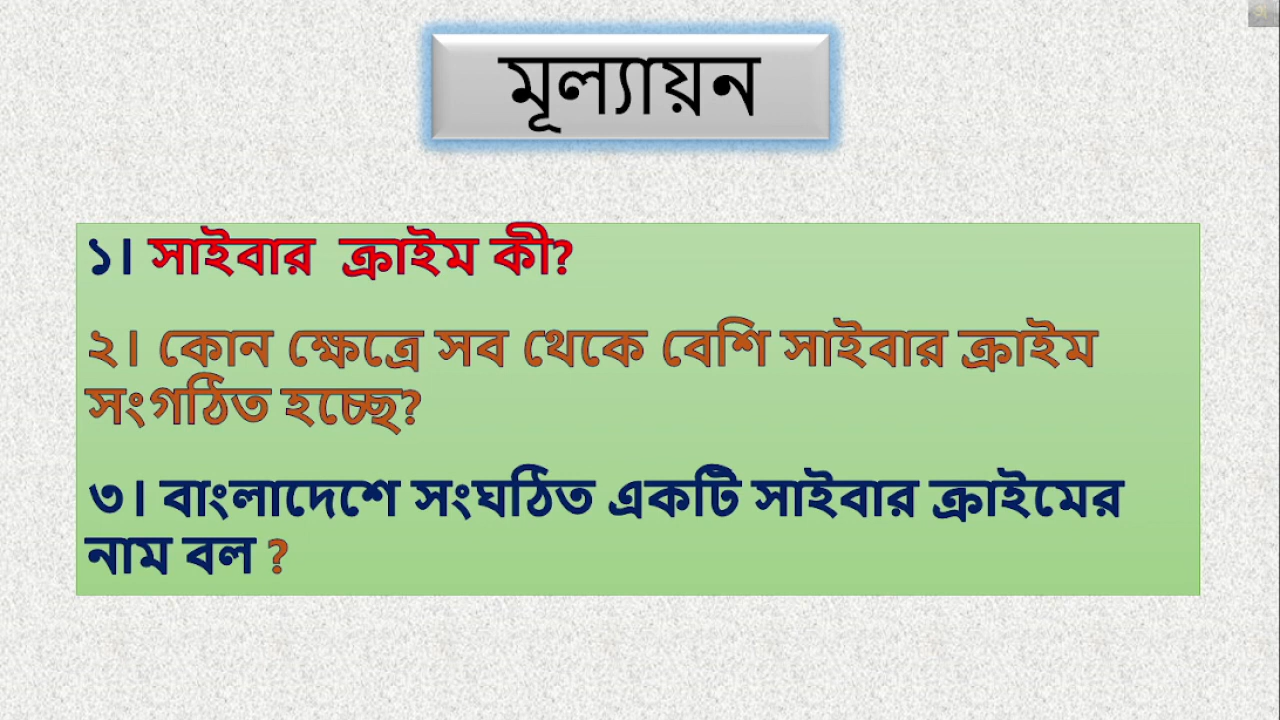 মূল্যায়ন
১। সাইবার ক্রাইম কী?
২। কোন ক্ষেত্রে সব থেকে বেশি সাইবার ক্রাইম
সংগঠিত হচ্ছে?
৩। বাংলাদেশে সংঘঠিত একটি সাইবার ক্রাইমের
নাম বল ?